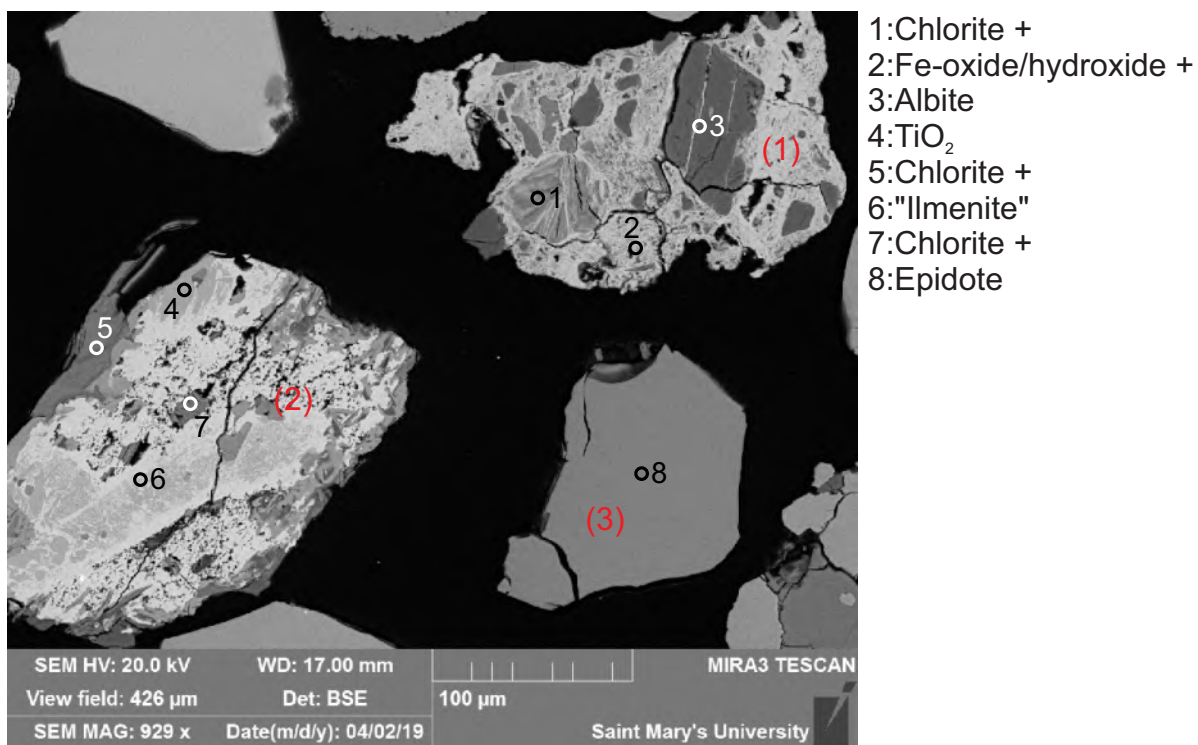 1:Chlorite +
2:Fe-oxide/hydroxide +
3:Albite
4:TiO2
5:Chlorite +
6:"Ilmenite"
7:Chlorite +
8:Epidote
3
(1)
1
2
4
5
(2)
7
6
8
(3)
SEM HV: 20.0 kV WD: 17.00 mm MIRA3 TESCAN
View field: 426 µm Det: BSE 100 µm
SEM MAG: 929 x Date(m/d/y): 04/02/19 Saint Mary's University